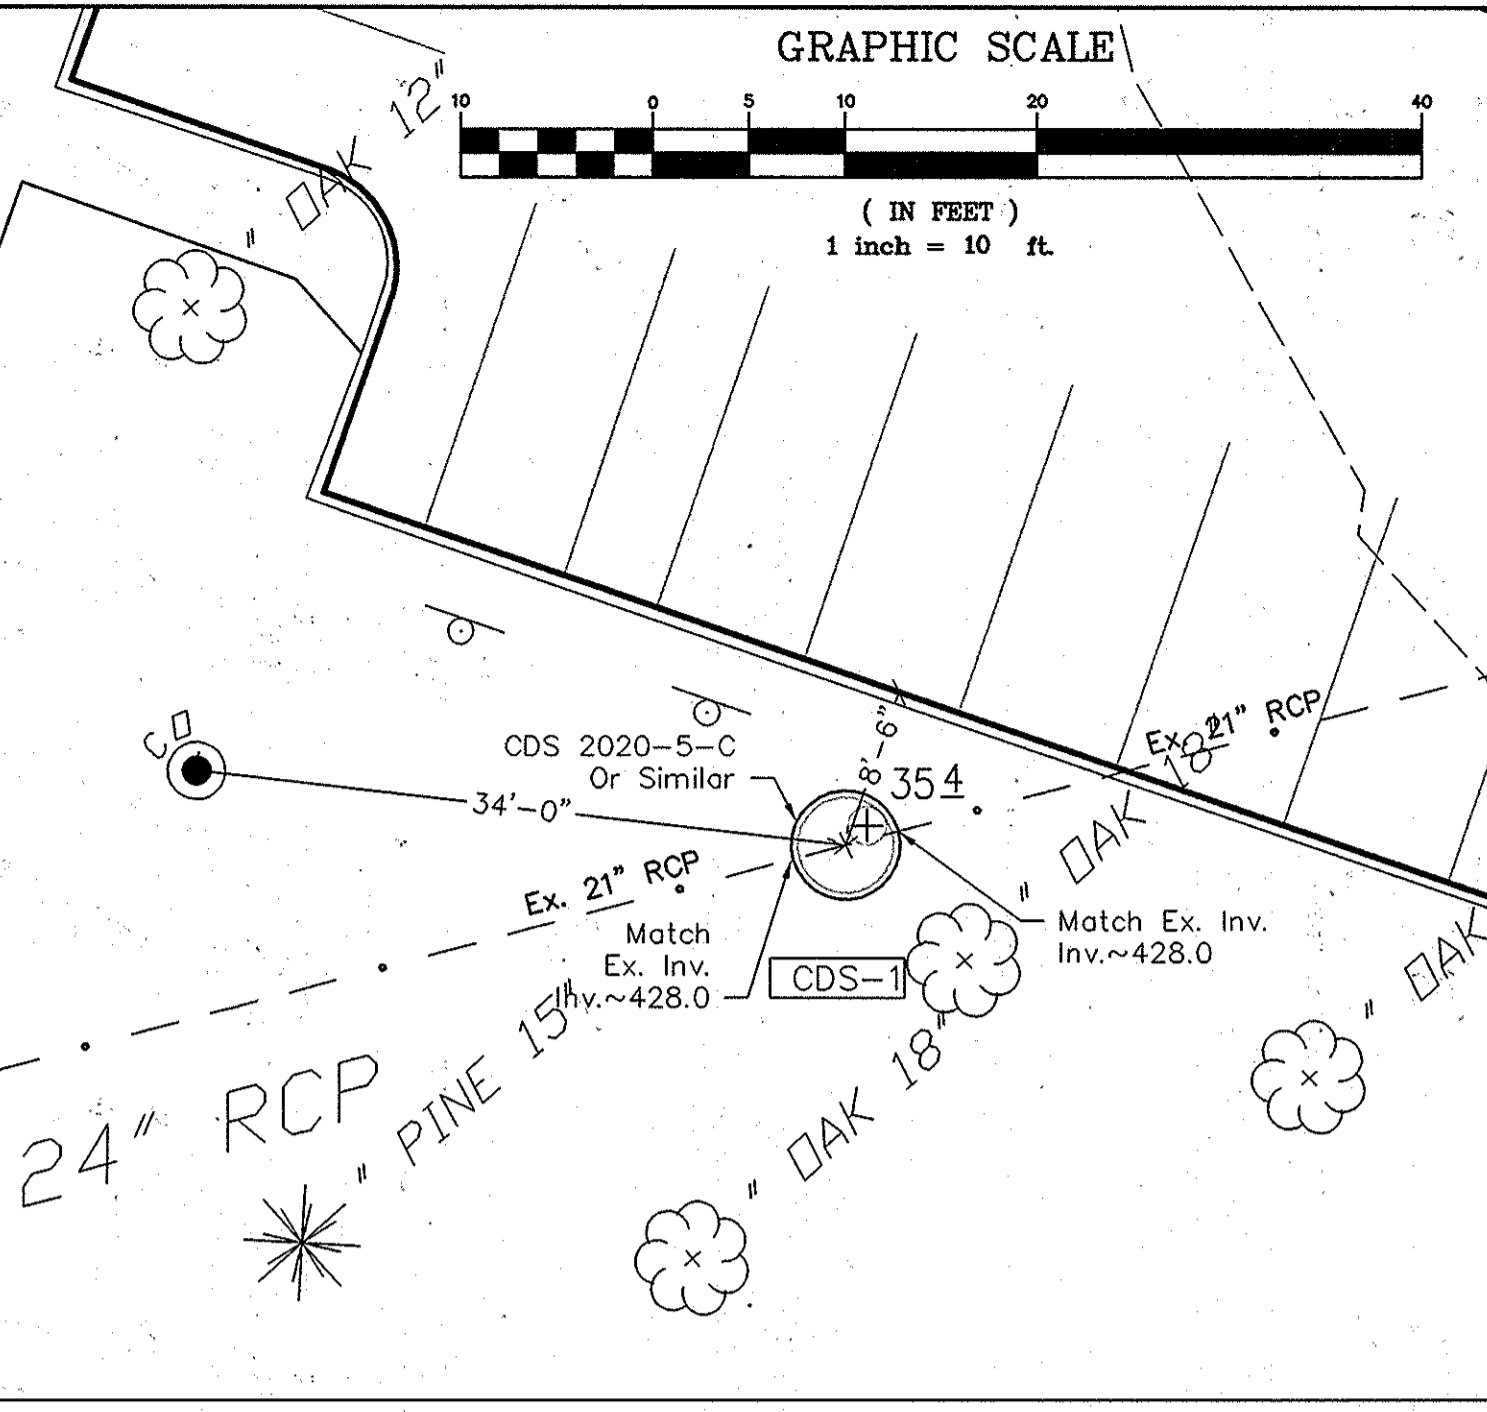 GRAPHIC SCALE
10 0 5 10 20 40
( IN FEET )
1 inch = 10 ft.
" OAK 12"
CO
CDS 2020-5-C
Or Similar
34'-0"
8'-6"
354
Ex. 21" RCP
18"
" OAK
Ex. 21" RCP
Match
Ex. Inv.
Inv.~428.0
CDS-1
Match Ex. Inv.
Inv.~428.0
" OAK
24" RCP
" PINE 15"
" OAK 18"